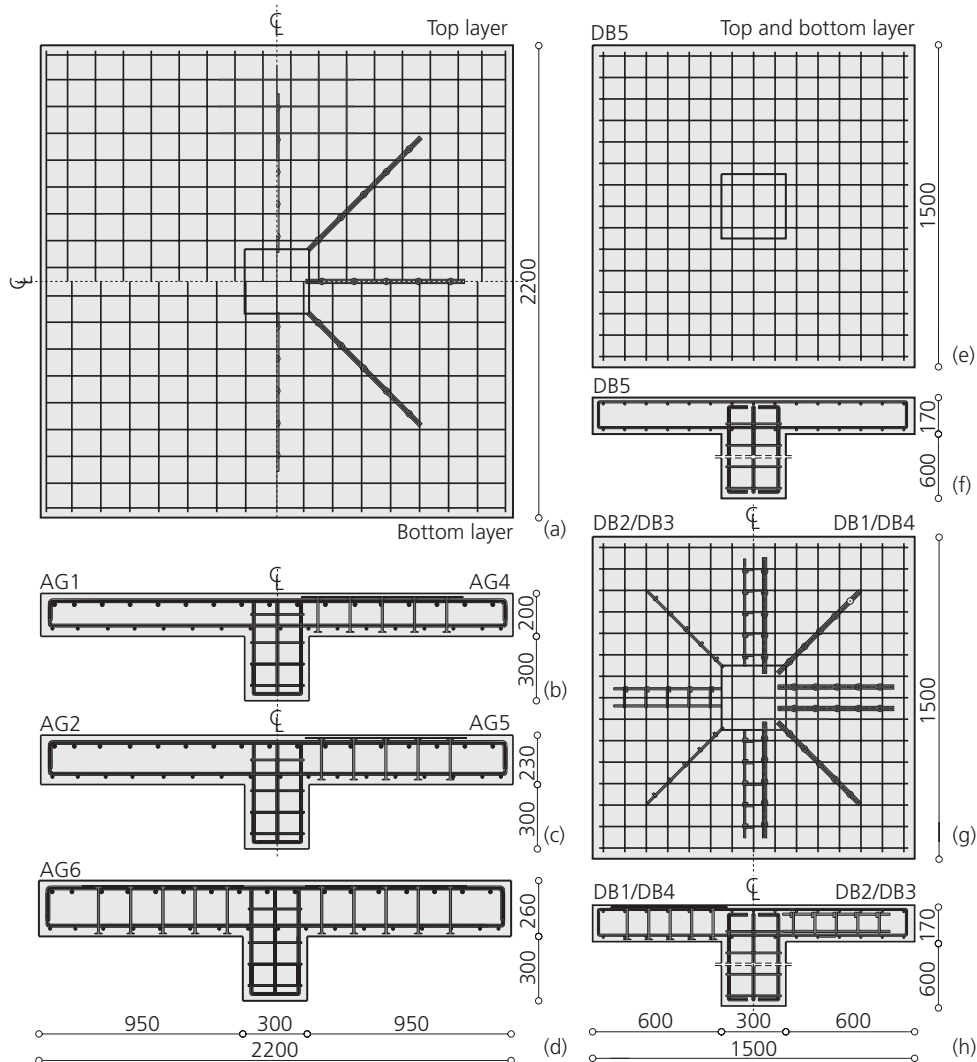 ℄
Top layer
℄
2200
Bottom layer
(a)
℄
AG1
AG4
200
300
(b)
℄
AG2
AG5
230
300
(c)
AG6
260
300
950
300
950
(d)
2200
DB5
Top and bottom layer
1500
(e)
DB5
170
600
(f)
℄
DB2/DB3
DB1/DB4
1500
(g)
℄
DB1/DB4
DB2/DB3
170
600
600
300
600
(h)
1500